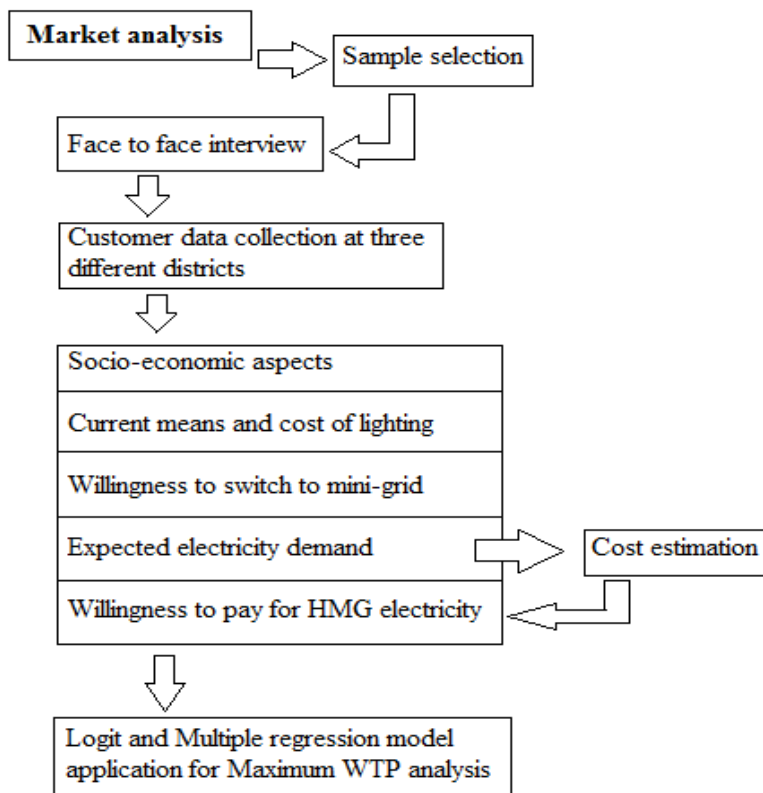 Market analysis
Sample selection
Face to face interview
Customer data collection at three
different districts
Socio-economic aspects
Current means and cost of lighting
Willingness to switch to mini-grid
Expected electricity demand
Cost estimation
Willingness to pay for HMG electricity
Logit and Multiple regression model
application for Maximum WTP analysis